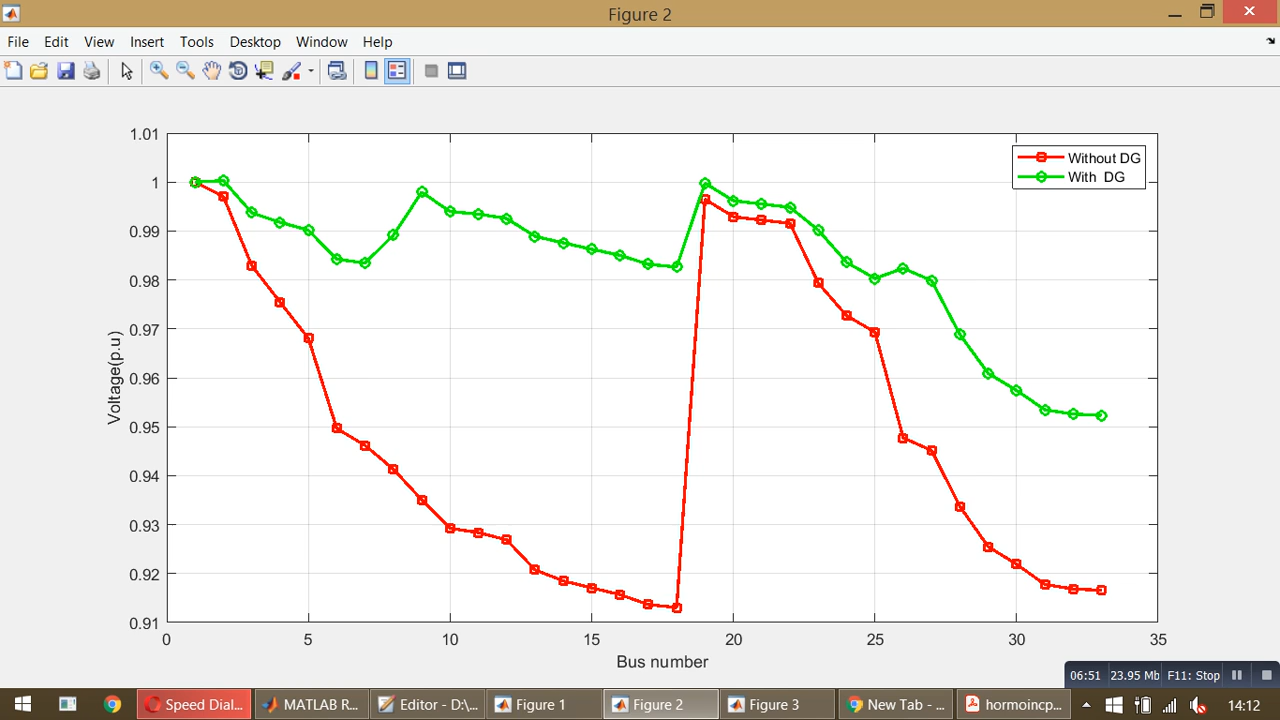 Figure 2
File Edit View Insert Tools Desktop Window Help
1.01
1
0.99
0.98
0.97
0.96
0.95
0.94
0.93
0.92
0.91
Voltage(p.u)
Without DG
With DG
0 5 10 15 20 25 30 35
Bus number
06:51 23.95 Mb F11: Stop
Speed Dial... MATLAB R... Editor - D:\... Figure 1 Figure 2 Figure 3 New Tab - ... hormoincp... 14:12